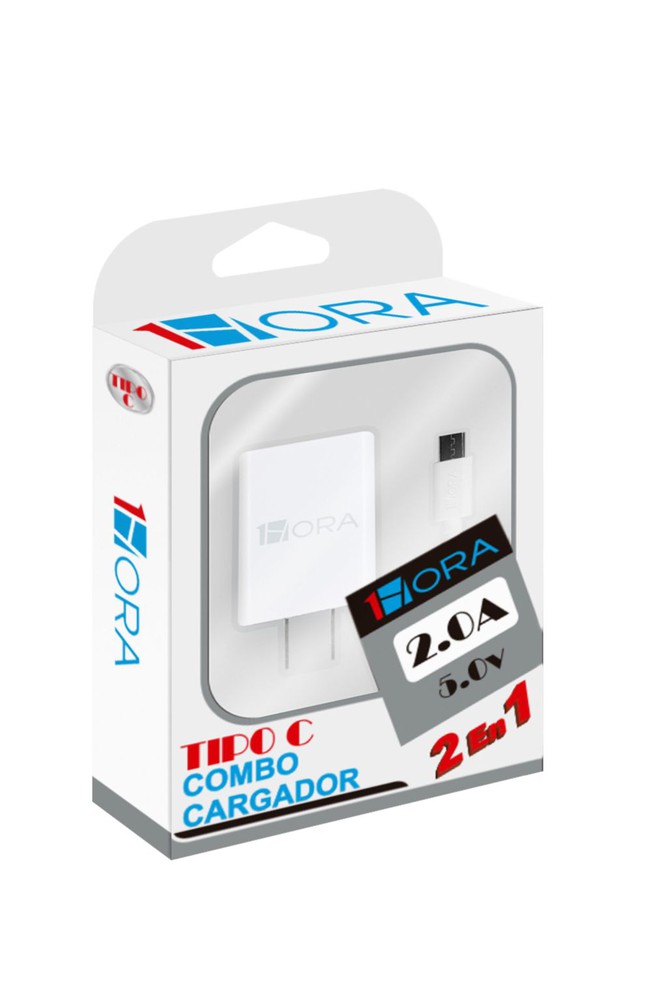 1HORA
TIPO
C
1HORA
1HORA
1HORA
2.0A
5.0v
2 En 1
TIPO C
COMBO
CARGADOR